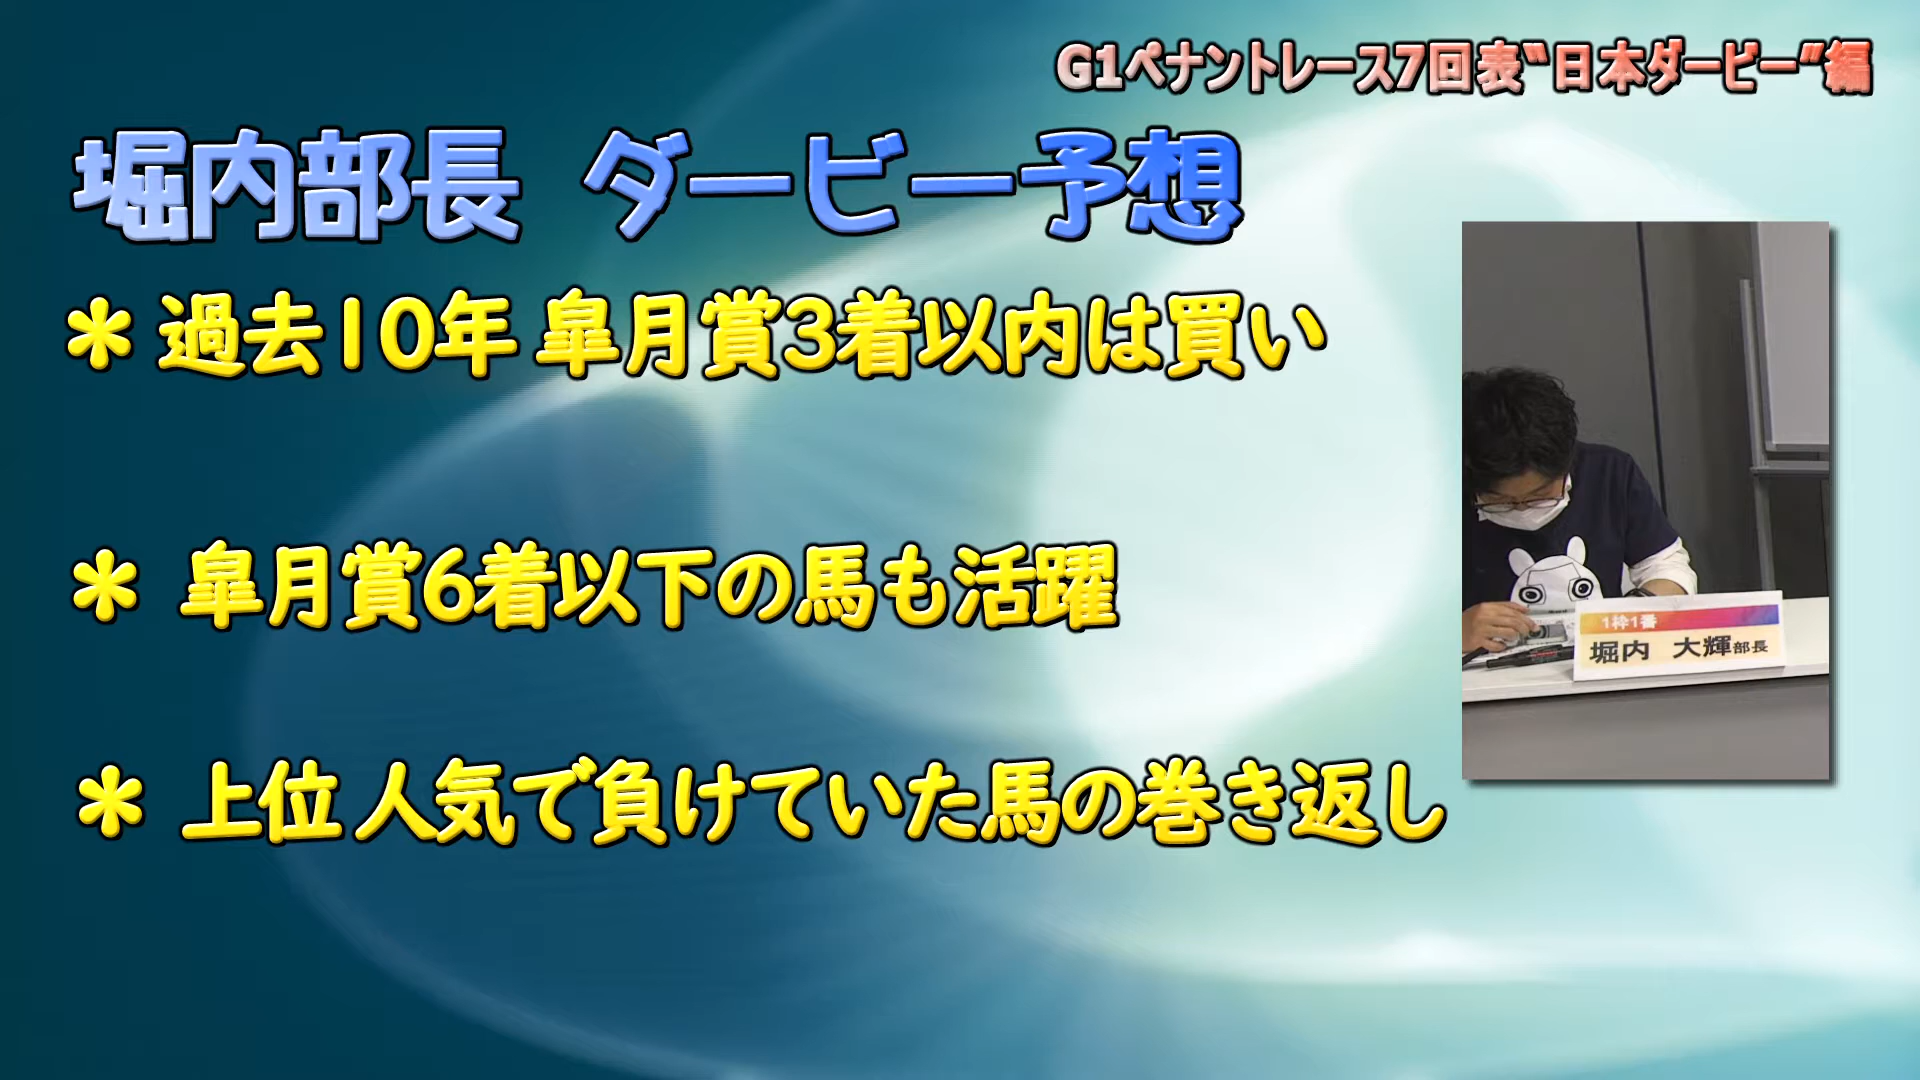 G1ペナントレース7回表〝日本ダービー〟編
堀内部長 ダービー予想
＊ 過去10年 皐月賞3着以内は買い
＊ 皐月賞6着以下の馬も活躍
＊ 上位人気で負けていた馬の巻き返し
1枠1番
堀内 大輝部長